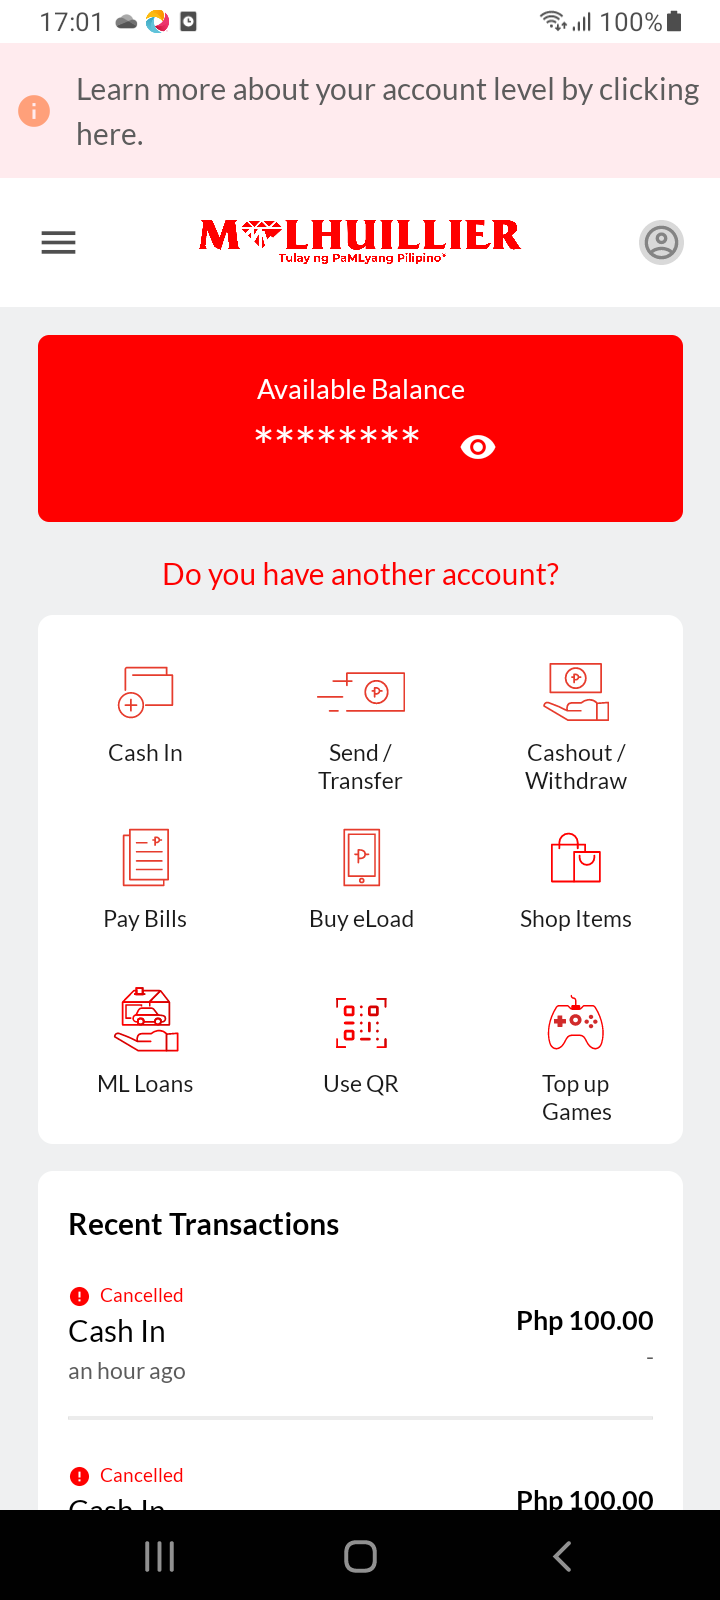 17:01
100%
Learn more about your account level by clicking
here.
M LHUILLIER
Tulay ng PaMLyang Pilipino
Available Balance
********
Do you have another account?
Cash In
Send /
Transfer
Cashout /
Withdraw
Pay Bills
Buy eLoad
Shop Items
ML Loans
Use QR
Top up
Games
Recent Transactions
Cancelled
Cash In
Php 100.00
an hour ago
-
Cancelled
Cash In
Php 100.00